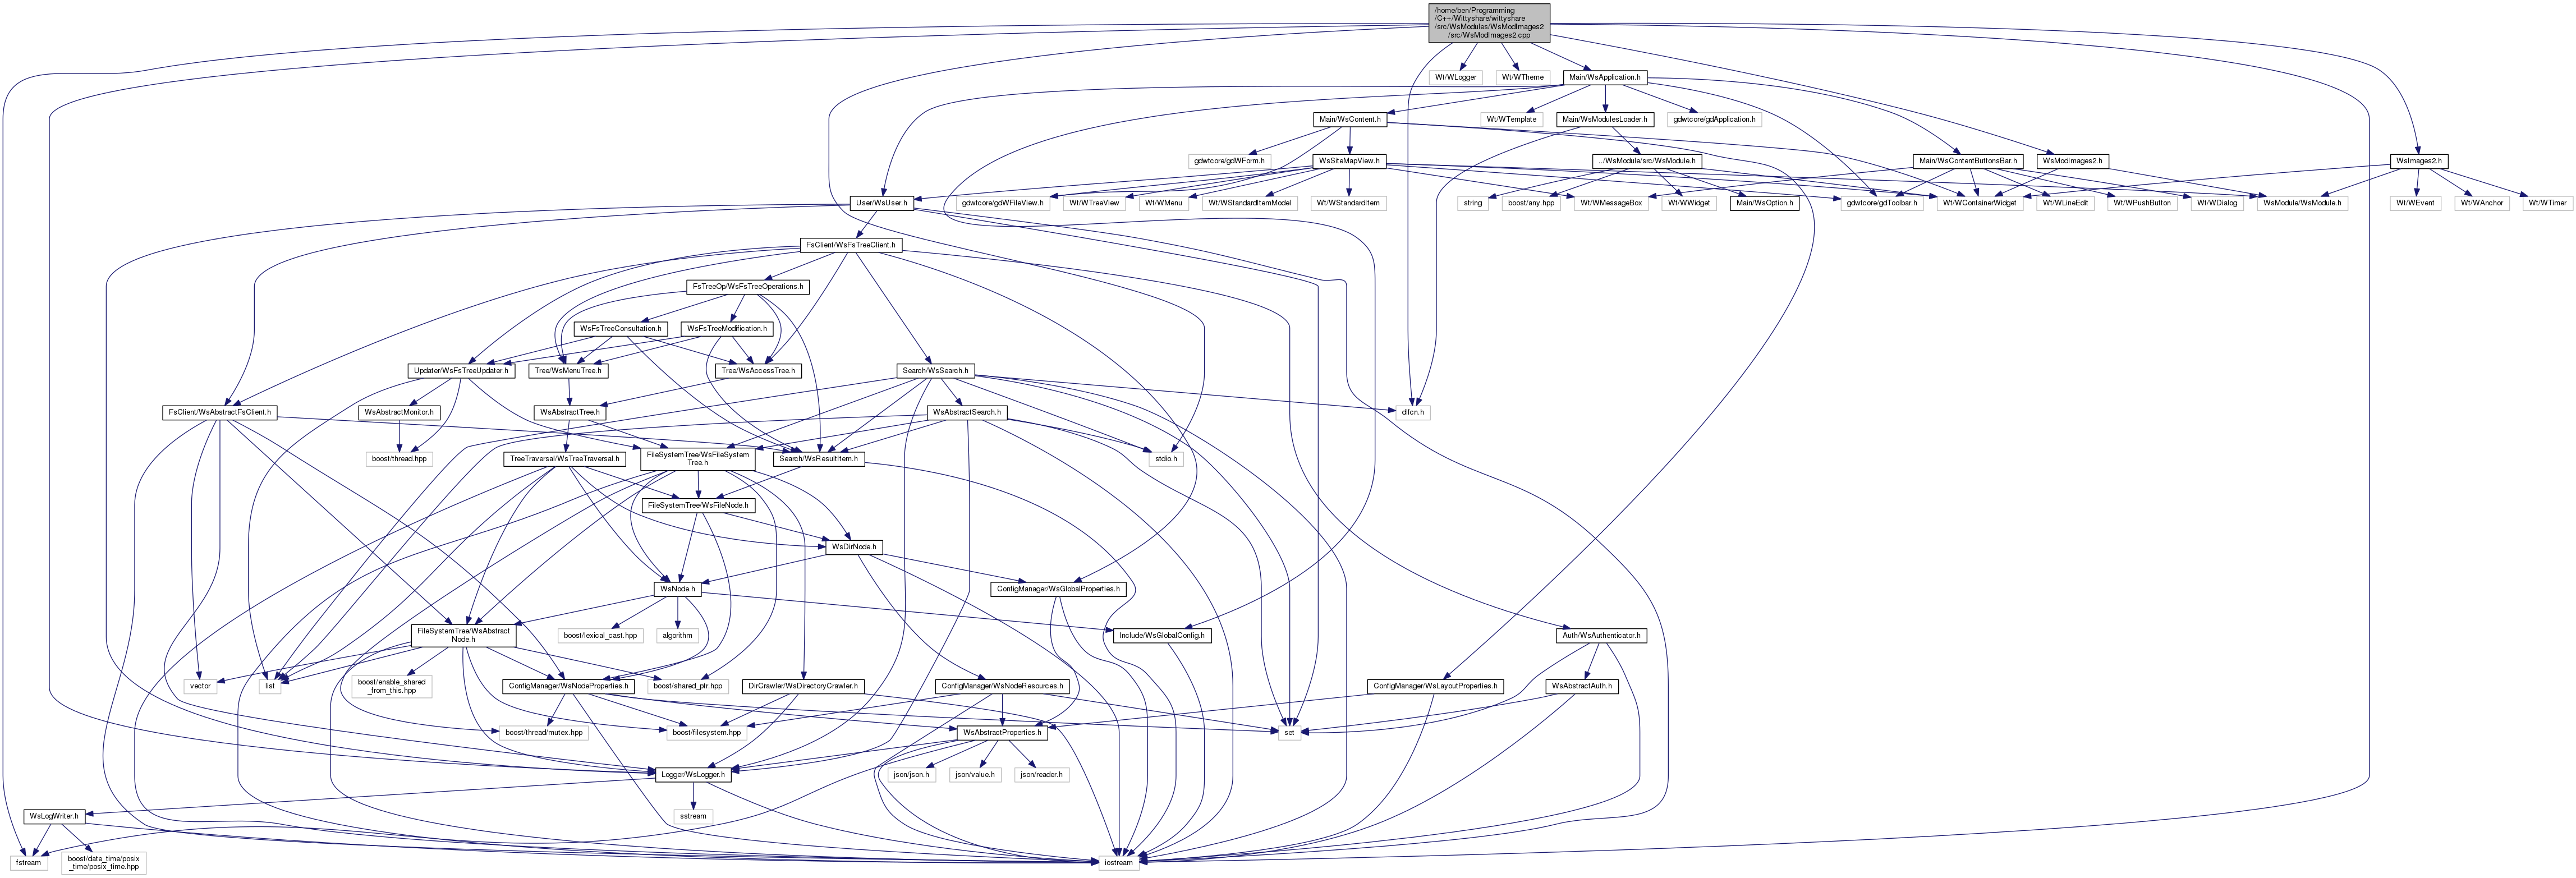 /home/ben/Programming
/C++/Wittyshare/wittyshare
/src/WsModules/WsModImages2
/src/WsModImages2.cpp
Wt/WLogger
Wt/WTheme
Main/WsApplication.h
Main/WsContent.h
Wt/WTemplate
Main/WsModulesLoader.h
gdwtcore/gdApplication.h
gdwtcore/gdWForm.h
WsSiteMapView.h
../WsModule/src/WsModule.h
Main/WsContentButtonsBar.h
WsModImages2.h
WsImages2.h
User/WsUser.h
gdwtcore/gdWFileView.h
Wt/WTreeView
Wt/WMenu
Wt/WStandardItemModel
Wt/WStandardItem
string
boost/any.hpp
Wt/WMessageBox
Wt/WWidget
Main/WsOption.h
gdwtcore/gdToolbar.h
Wt/WContainerWidget
Wt/WLineEdit
Wt/WPushButton
Wt/WDialog
WsModule/WsModule.h
Wt/WEvent
Wt/WAnchor
Wt/WTimer
FsClient/WsFsTreeClient.h
FsTreeOp/WsFsTreeOperations.h
WsFsTreeConsultation.h
WsFsTreeModification.h
Updater/WsFsTreeUpdater.h
Tree/WsMenuTree.h
Tree/WsAccessTree.h
Search/WsSearch.h
FsClient/WsAbstractFsClient.h
WsAbstractMonitor.h
WsAbstractTree.h
WsAbstractSearch.h
dlfcn.h
boost/thread.hpp
TreeTraversal/WsTreeTraversal.h
FileSystemTree/WsFileSystem
Tree.h
Search/WsResultItem.h
stdio.h
FileSystemTree/WsFileNode.h
WsDirNode.h
WsNode.h
ConfigManager/WsGlobalProperties.h
FileSystemTree/WsAbstract
Node.h
boost/lexical_cast.hpp
algorithm
Include/WsGlobalConfig.h
Auth/WsAuthenticator.h
vector
list
boost/enable_shared
_from_this.hpp
ConfigManager/WsNodeProperties.h
boost/shared_ptr.hpp
DirCrawler/WsDirectoryCrawler.h
ConfigManager/WsNodeResources.h
ConfigManager/WsLayoutProperties.h
WsAbstractAuth.h
boost/thread/mutex.hpp
boost/filesystem.hpp
WsAbstractProperties.h
set
Logger/WsLogger.h
json/json.h
json/value.h
json/reader.h
WsLogWriter.h
sstream
fstream
boost/date_time/posix
_time/posix_time.hpp
iostream